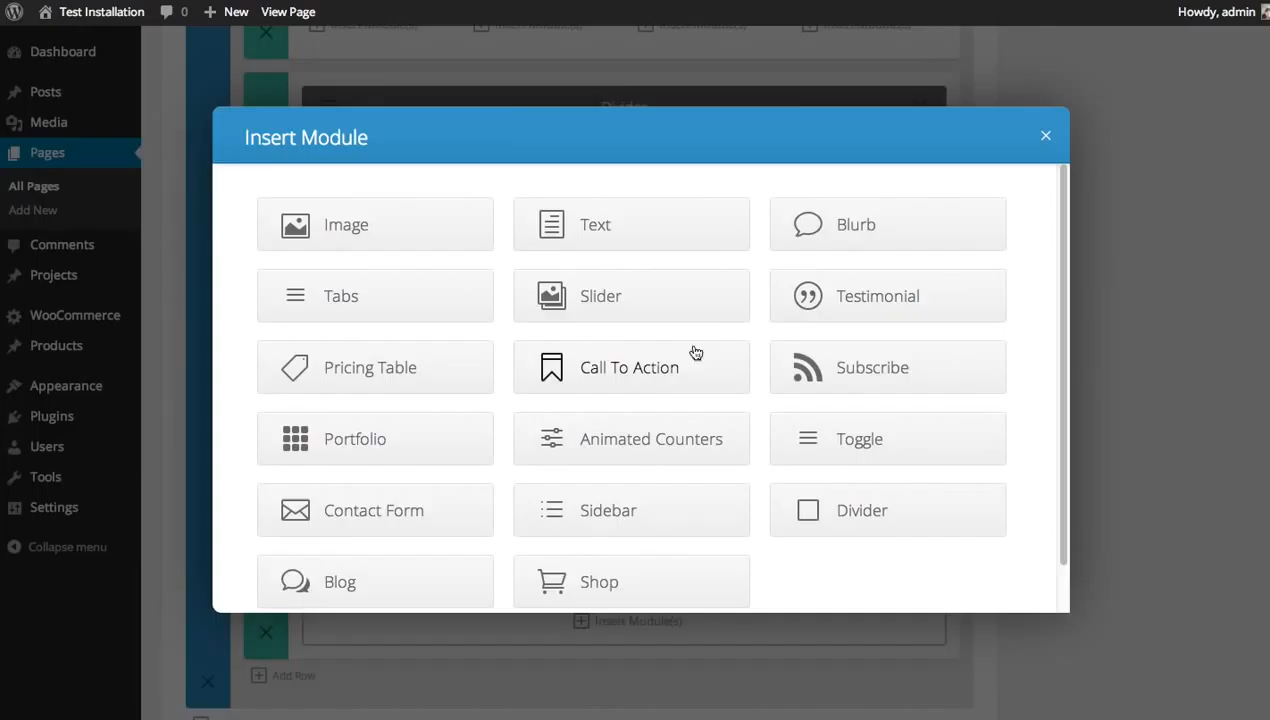 Test Installation 0 New View Page Howdy, admin
Dashboard
Posts
Media
Pages
All Pages
Add New
Comments
Projects
WooCommerce
Products
Appearance
Plugins
Users
Tools
Settings
Collapse menu
Divider
Insert Module
Image Text Blurb
Tabs Slider Testimonial
Pricing Table Call To Action Subscribe
Portfolio Animated Counters Toggle
Contact Form Sidebar Divider
Blog Shop
Insert Module(s)
Add Row